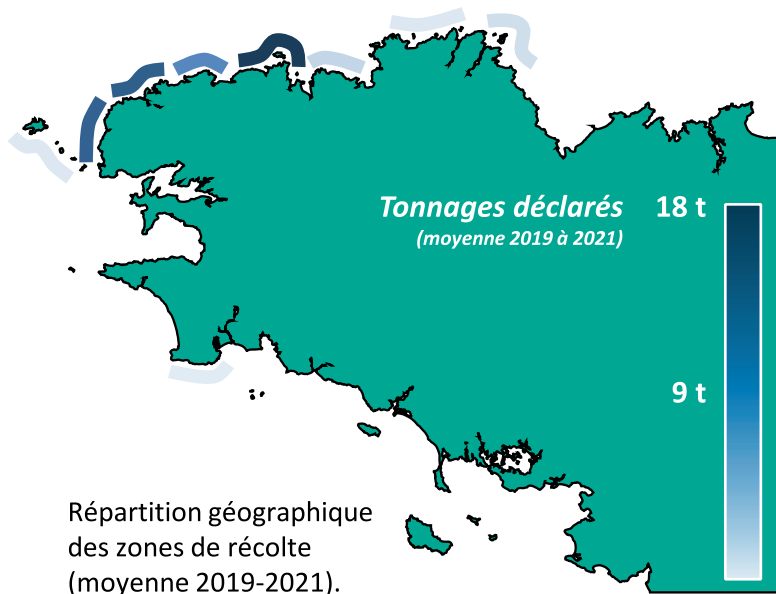 Tonnages déclarés
(moyenne 2019 à 2021)
18 t
9 t
Répartition géographique
des zones de récolte
(moyenne 2019-2021).